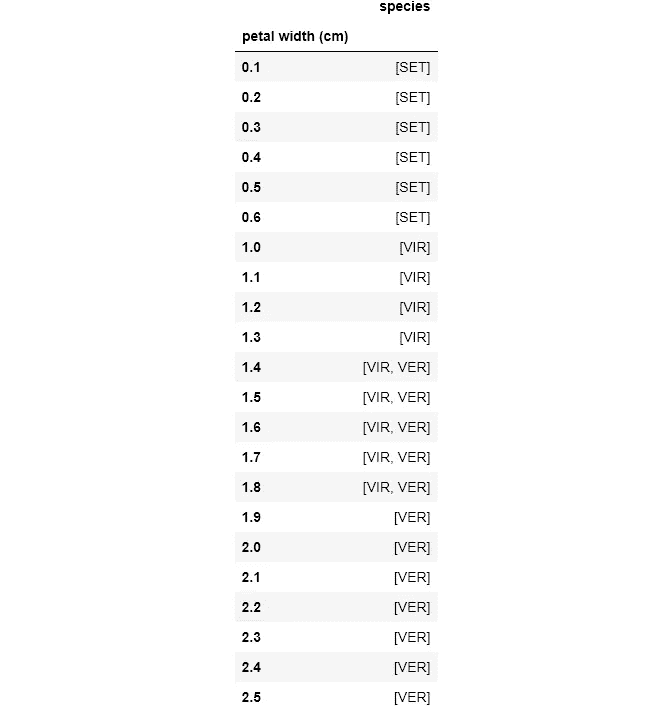 species
petal width (cm)
0.1 [SET]
0.2 [SET]
0.3 [SET]
0.4 [SET]
0.5 [SET]
0.6 [SET]
1.0 [VIR]
1.1 [VIR]
1.2 [VIR]
1.3 [VIR]
1.4 [VIR, VER]
1.5 [VIR, VER]
1.6 [VIR, VER]
1.7 [VIR, VER]
1.8 [VIR, VER]
1.9 [VER]
2.0 [VER]
2.1 [VER]
2.2 [VER]
2.3 [VER]
2.4 [VER]
2.5 [VER]